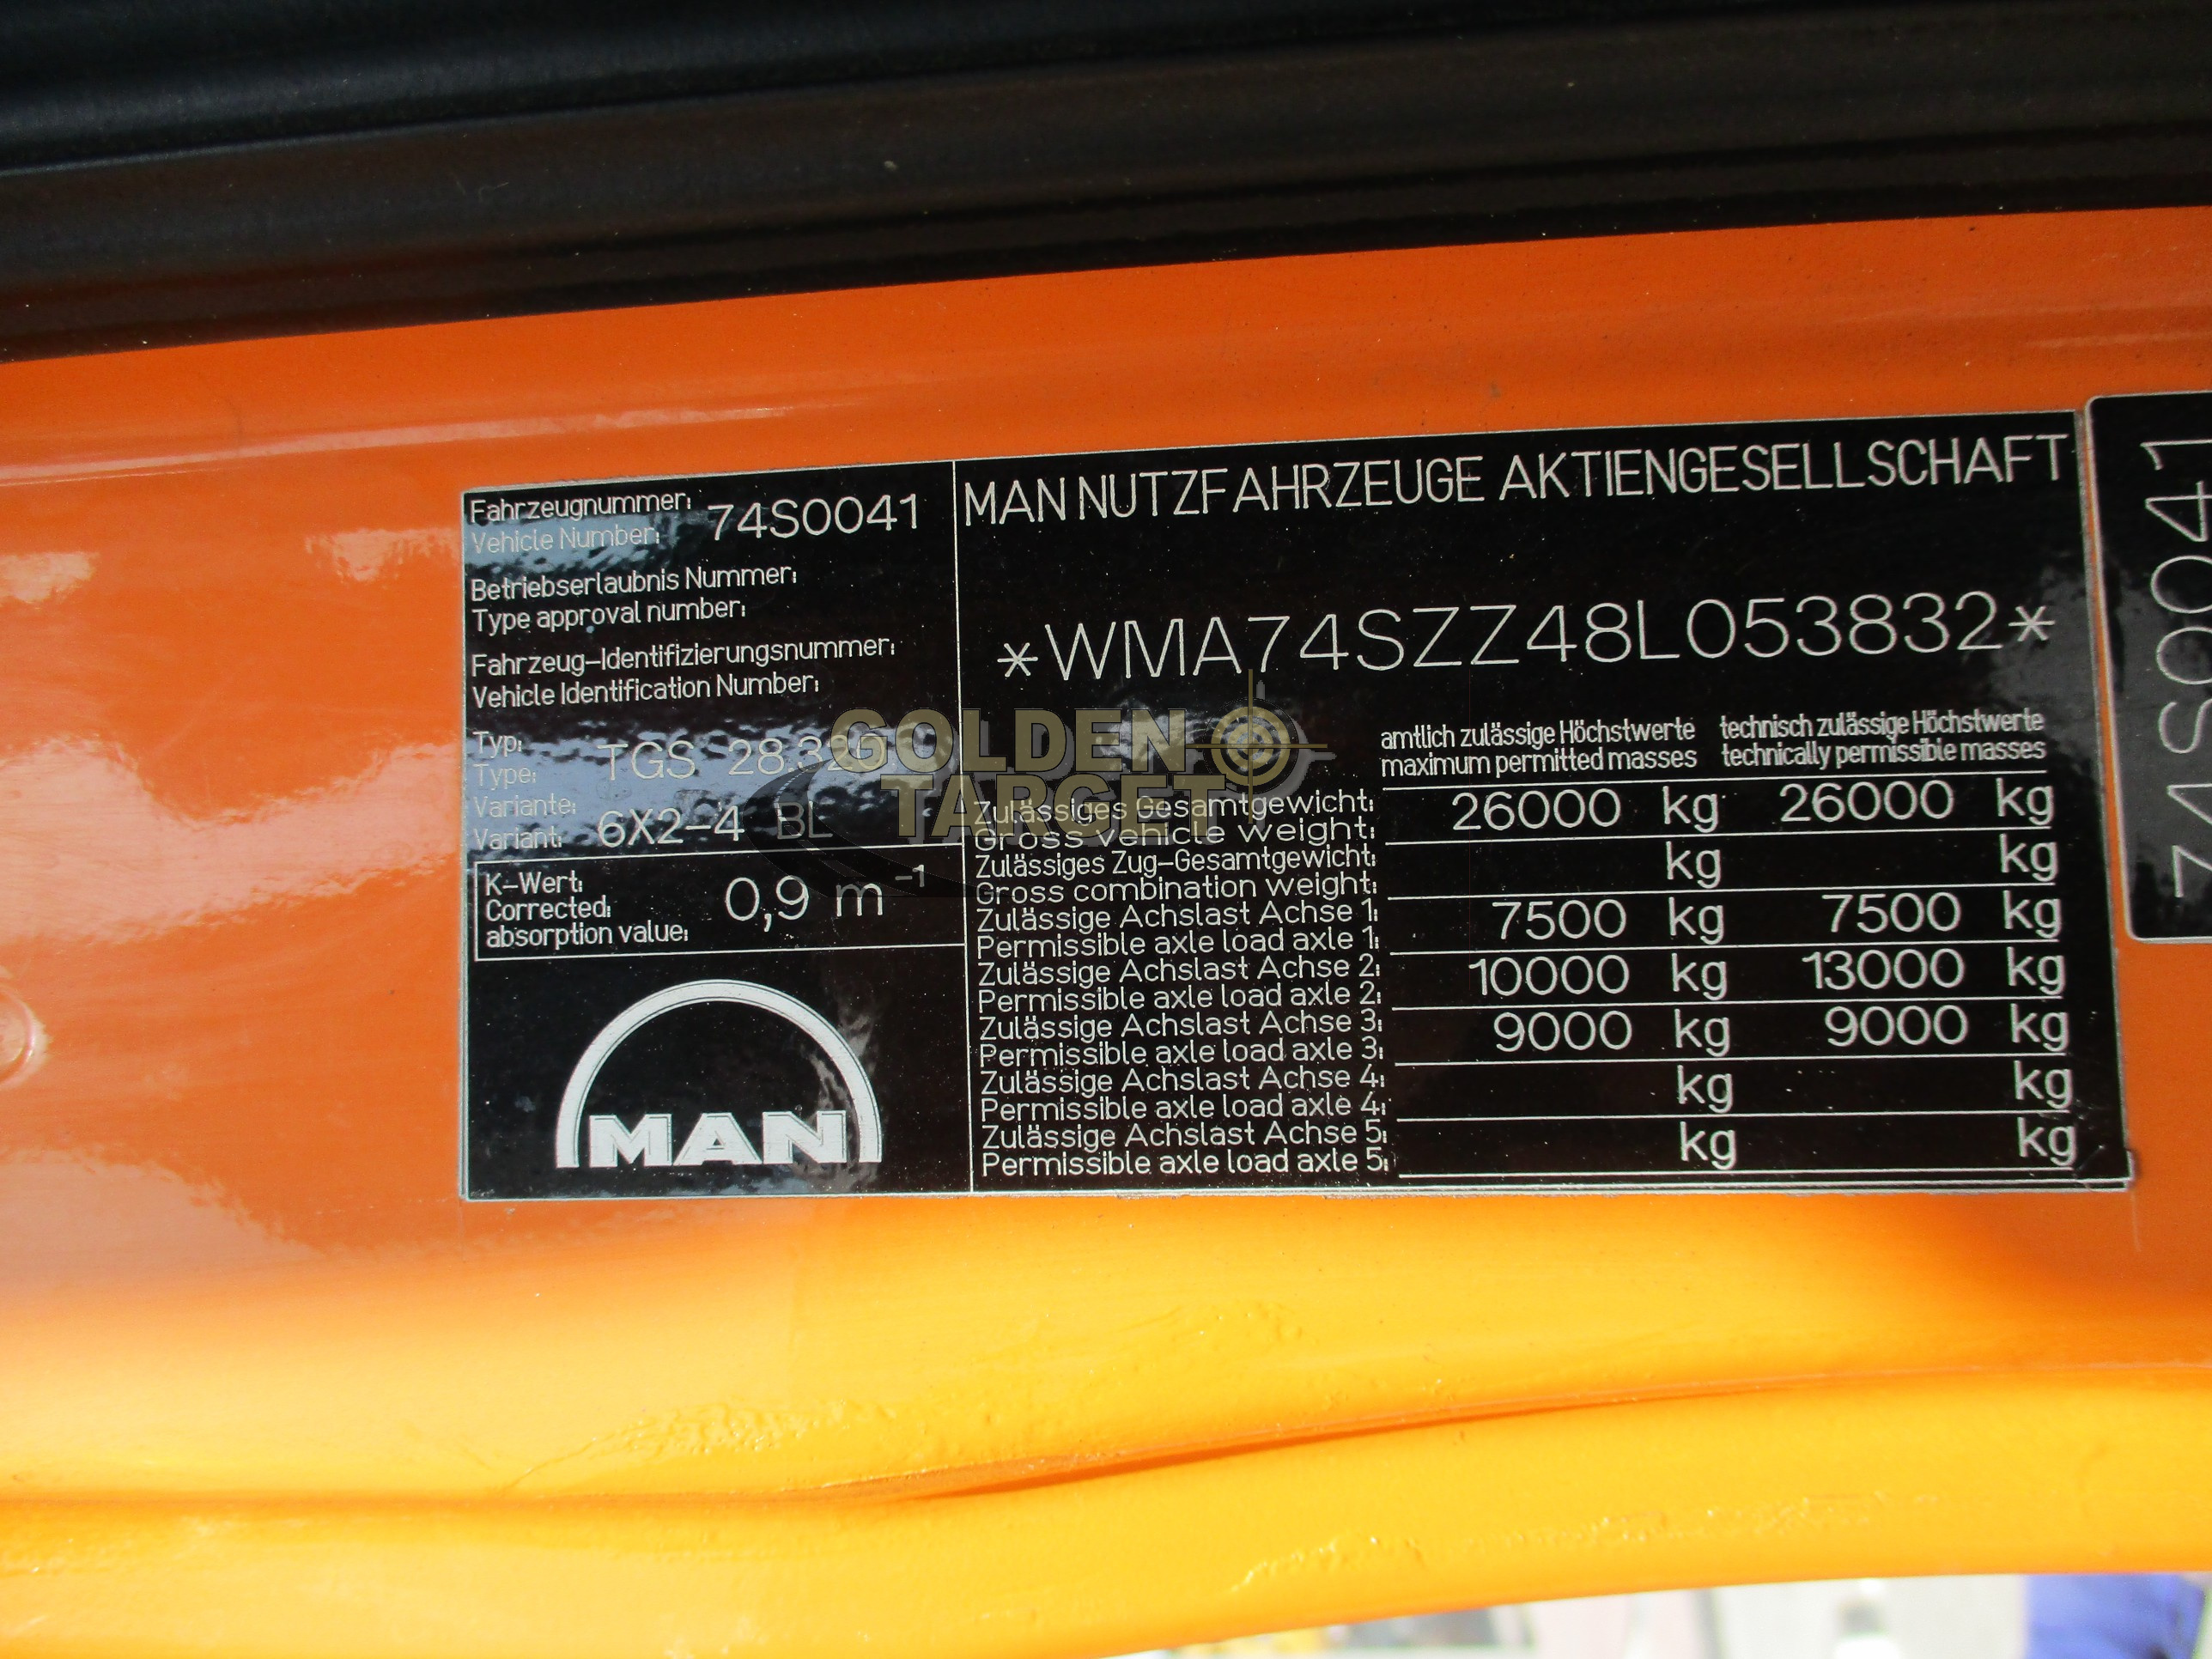 Fahrzeugnummer: 74S0041
Vehicle Number:
Betriebserlaubnis Nummer:
Type approval number:
Fahrzeug-Identifizierungsnummer:
Vehicle Identification Number:
Typ: TGS
Type:
Variante: 6X2-4 BL
Variant:
K-Wert: 0,9 m⁻¹
Corrected:
absorption value:
MAN
MAN NUTZFAHRZEUGE AKTIENGESELLSCHAFT
*WMA74SZZ48L053832*
amtlich zulässige Höchstwerte technisch zulässige Höchstwerte
maximum permitted masses technically permissible masses
Zulässiges Gesamtgewicht: 26000 kg 26000 kg
Gross vehicle weight:
Zulässiges Zug-Gesamtgewicht: kg kg
Gross combination weight:
Zulässige Achslast Achse 1: 7500 kg 7500 kg
Permissible axle load axle 1:
Zulässige Achslast Achse 2: 10000 kg 13000 kg
Permissible axle load axle 2:
Zulässige Achslast Achse 3: 9000 kg 9000 kg
Permissible axle load axle 3:
Zulässige Achslast Achse 4: kg kg
Permissible axle load axle 4:
Zulässige Achslast Achse 5: kg kg
Permissible axle load axle 5:
74S0041
GOLDEN
TARGET